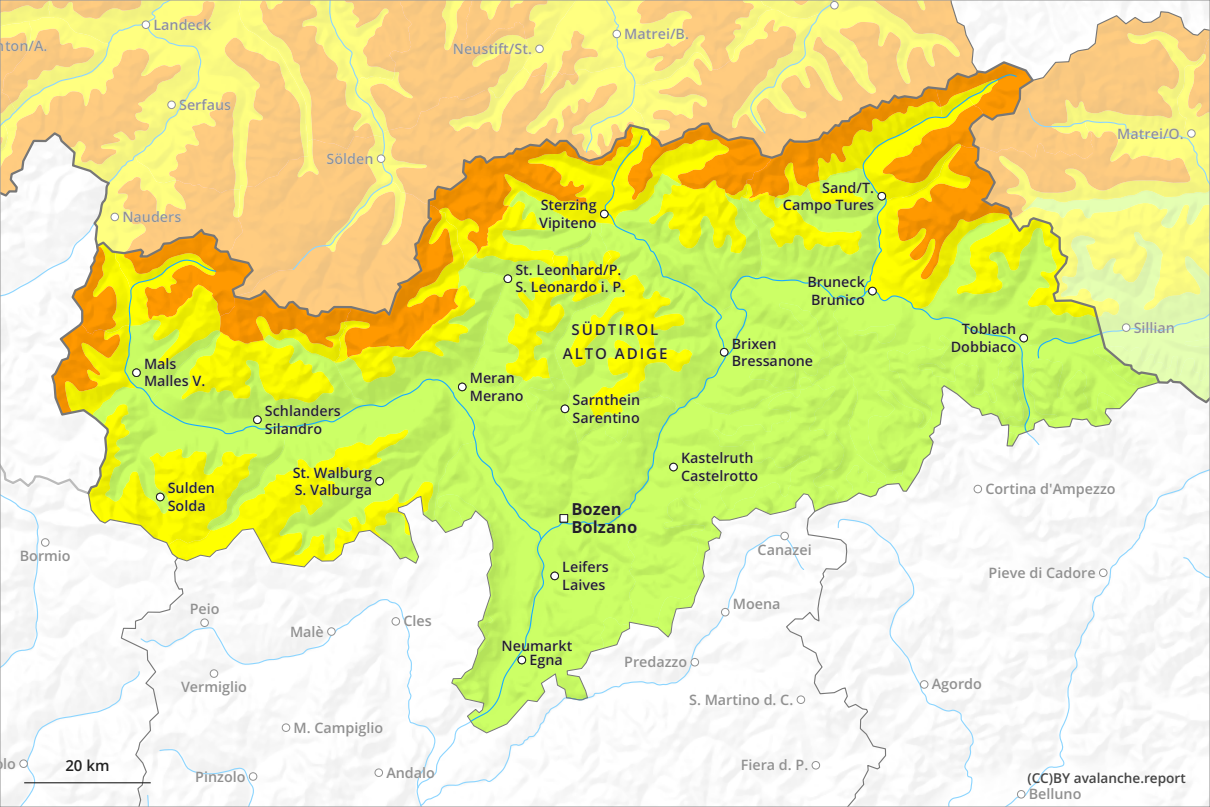 Landeck
nton/A.
Neustift/St.
Matrei/B.
Serfaus
Matrei/O.
Sölden
Nauders
Sand/T.
Campo Tures
Sterzing
Vipiteno
St. Leonhard/P.
S. Leonardo i. P.
Bruneck
Brunico
SÜDTIROL
ALTO ADIGE
Toblach
Dobbiaco
Sillian
Brixen
Bressanone
Mals
Malles V.
Meran
Merano
Sarnthein
Sarentino
Schlanders
Silandro
Kastelruth
Castelrotto
St. Walburg
S. Valburga
Sulden
Solda
Cortina d'Ampezzo
Bozen
Bolzano
Bormio
Canazei
Leifers
Laives
Pieve di Cadore
Peio
Moena
Malè
Cles
Neumarkt
Egna
Predazzo
Vermiglio
Agordo
S. Martino d. C.
M. Campiglio
olo
20 km
Fiera d. P.
Pinzolo
Andalo
(CC)BY avalanche.report
Belluno